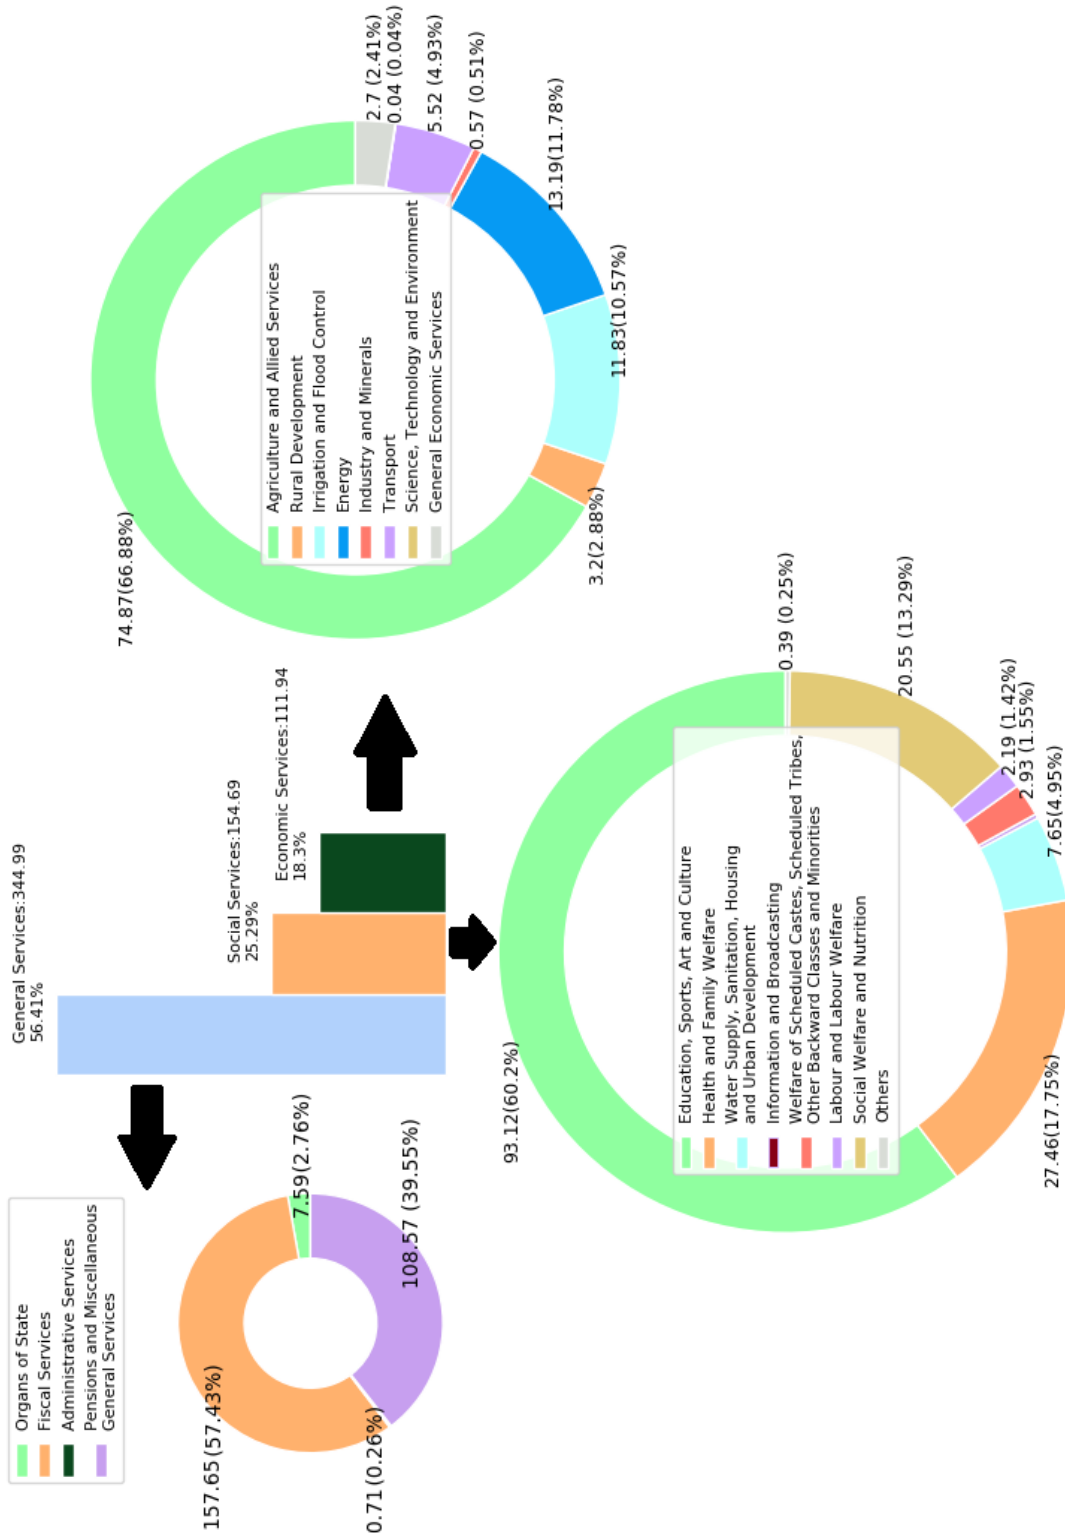 Organs of State
Fiscal Services
Administrative Services
Pensions and Miscellaneous
General Services
157.65(57.43%)
7.59(2.76%)
0.71(0.26%)
108.57 (39.55%)
General Services:344.99
56.41%
Social Services:154.69
25.29%
Economic Services:111.94
18.3%
74.87(66.88%)
2.7 (2.41%)
0.04 (0.04%)
5.52 (4.93%)
0.57 (0.51%)
13.19(11.78%)
11.83(10.57%)
3.2(2.88%)
Agriculture and Allied Services
Rural Development
Irrigation and Flood Control
Energy
Industry and Minerals
Transport
Science, Technology and Environment
General Economic Services
93.12(60.2%)
0.39 (0.25%)
20.55 (13.29%)
2.19 (1.42%)
2.93 (1.55%)
7.65(4.95%)
27.46(17.75%)
Education, Sports, Art and Culture
Health and Family Welfare
Water Supply, Sanitation, Housing
and Urban Development
Information and Broadcasting
Welfare of Scheduled Castes, Scheduled Tribes,
Other Backward Classes and Minorities
Labour and Labour Welfare
Social Welfare and Nutrition
Others